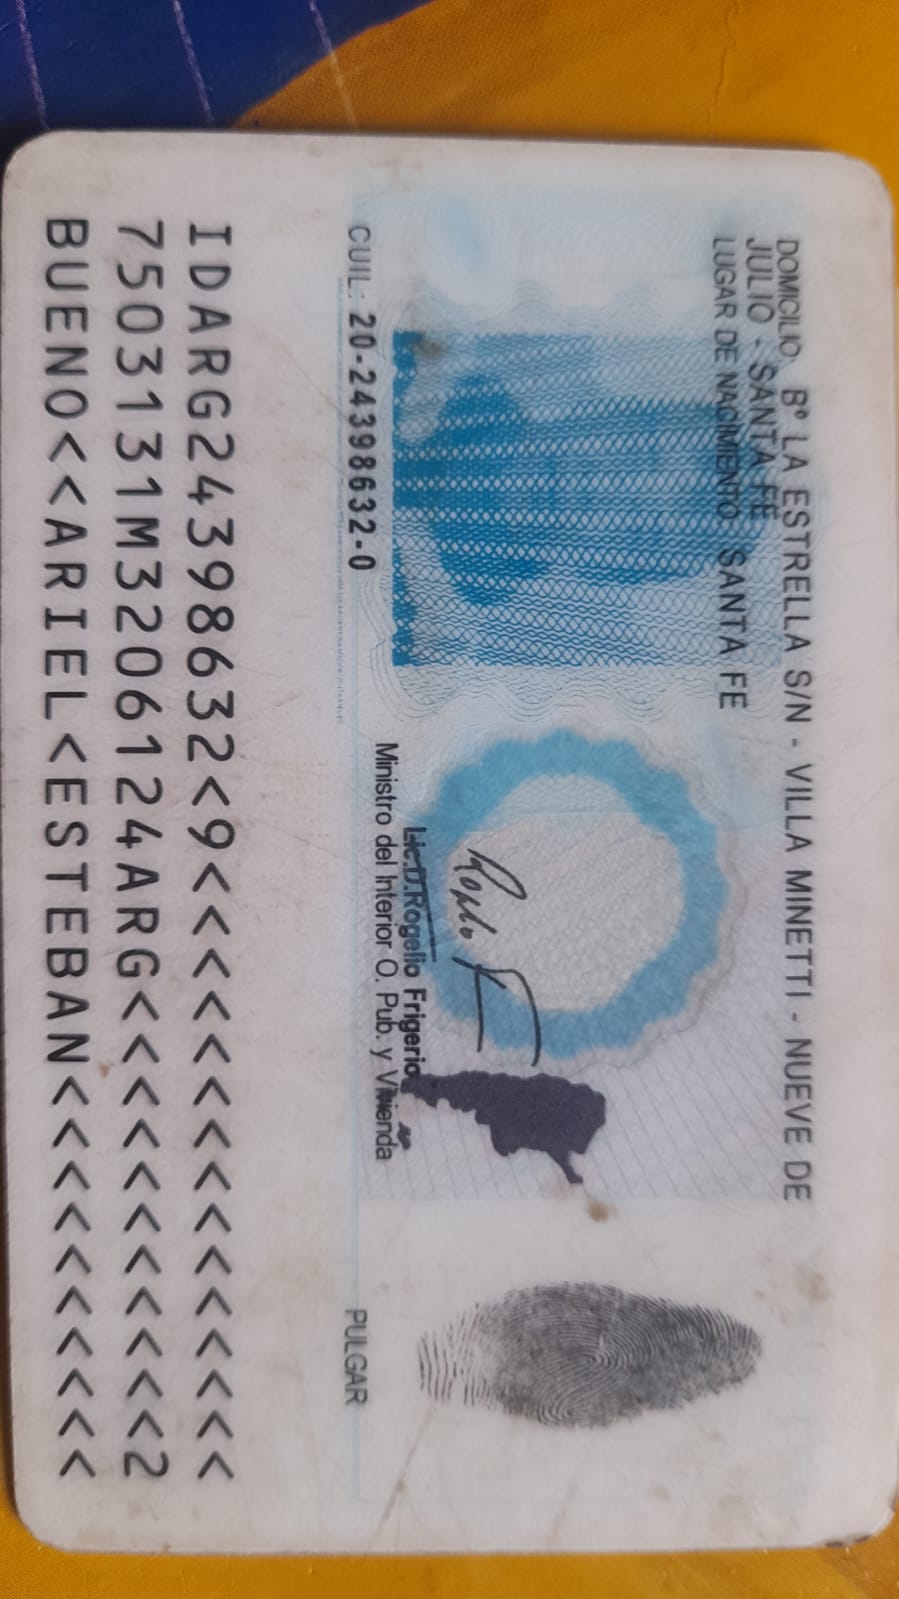 DOMICILIO: Bº LA ESTRELLA S/N - VILLA MINETTI - NUEVE DE
JULIO - SANTA FE
LUGAR DE NACIMIENTO: SANTA FE
CUIL: 20-24398632-0
Lic.D.Rogelio Frigerio
Ministro del Interior O. Pub. y Vivienda
PULGAR
IDARG24398632<9<<<<<<<<<<<<<<<
7503131M3206124ARG<<<<<<<<<<<2
BUENO<<ARIEL<ESTEBAN<<<<<<<<<<